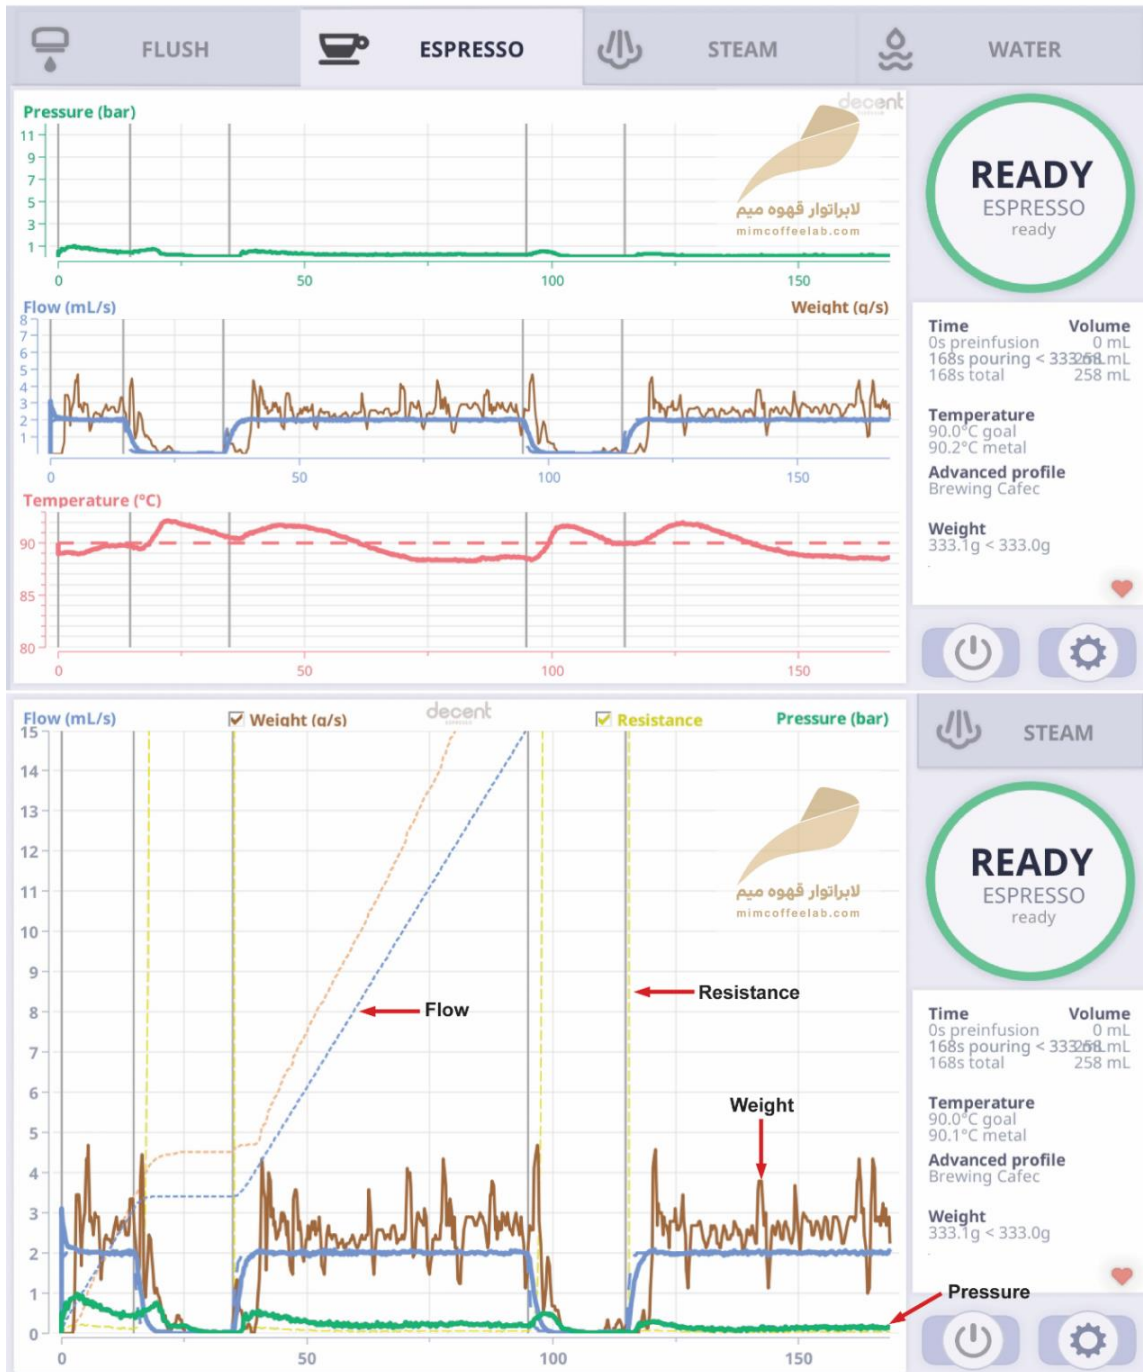 FLUSH
ESPRESSO
STEAM
WATER
Pressure (bar)
decent
11
9
7
5
3
1
0 50 100 150
لابراتوار قهوه میم
mimcoffeelab.com
READY
ESPRESSO
ready
Flow (mL/s) Weight (g/s)
8
7
6
5
4
3
2
1
0 50 100 150
Time Volume
0s preinfusion 0 mL
168s pouring < 333 mL
168s total 258 mL
Temperature
90.0°C goal
90.2°C metal
Advanced profile
Brewing Cafec
Weight
333.1g < 333.0g
Temperature (°C)
90
85
80
0 50 100 150
Flow (mL/s) Weight (g/s) decent Resistance Pressure (bar)
ESPRESSO
15
14
13
12
11
10
9
8
7
6
5
4
3
2
1
0
0 50 100 150
لابراتوار قهوه میم
mimcoffeelab.com
Flow
Resistance
Weight
Pressure
STEAM
READY
ESPRESSO
ready
Time Volume
0s preinfusion 0 mL
168s pouring < 333 mL
168s total 258 mL
Temperature
90.0°C goal
90.1°C metal
Advanced profile
Brewing Cafec
Weight
333.1g < 333.0g